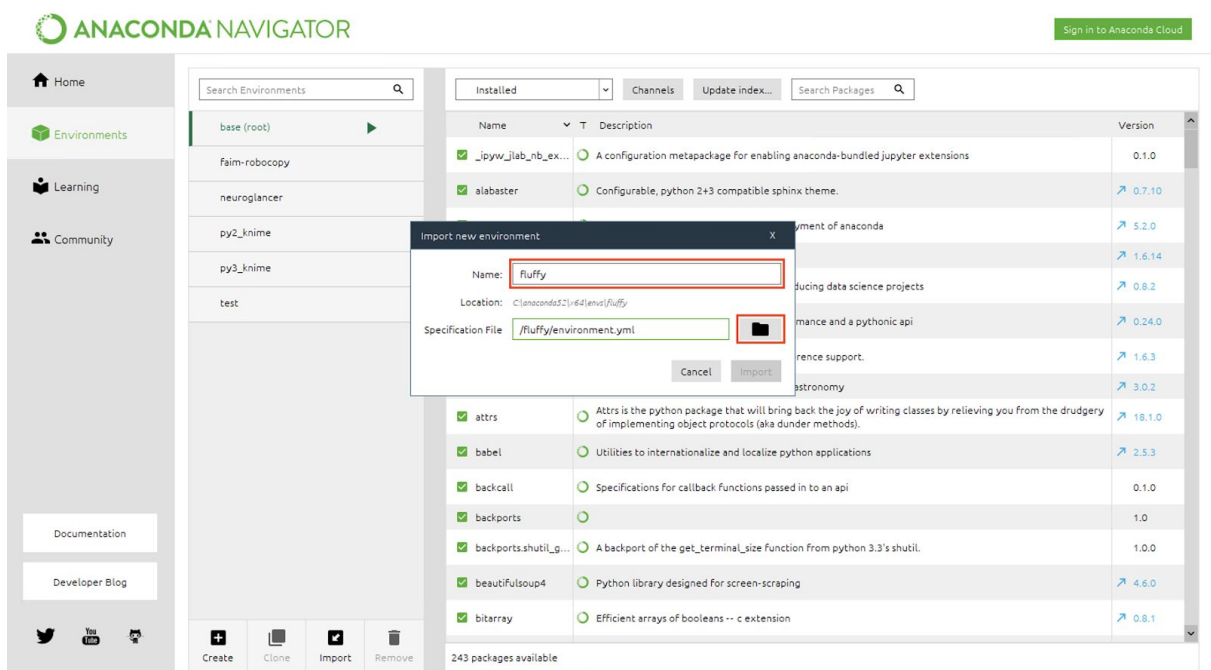 ANACONDA NAVIGATOR
Sign in to Anaconda Cloud
Home
Environments
Learning
Community
Documentation
Developer Blog
You
Tube
Search Environments
base (root)
faim-robocopy
neuroglancer
py2_knime
py3_knime
test
Create
Clone
Import
Remove
Installed
Channels
Update index...
Search Packages
Name T Description Version
_ipyw_jlab_nb_ex... A configuration metapackage for enabling anaconda-bundled jupyter extensions 0.1.0
alabaster Configurable, python 2+3 compatible sphinx theme. 0.7.10
yment of anaconda 5.2.0
1.6.14
ducing data science projects 0.8.2
mance and a pythonic api 0.24.0
rence support. 1.6.3
astronomy 3.0.2
attrs Attrs is the python package that will bring back the joy of writing classes by relieving you from the drudgery
of implementing object protocols (aka dunder methods). 18.1.0
babel Utilities to internationalize and localize python applications 2.5.3
backcall Specifications for callback functions passed in to an api 0.1.0
backports 1.0
backports.shutil_g... A backport of the get_terminal_size function from python 3.3's shutil. 1.0.0
beautifulsoup4 Python library designed for screen-scraping 4.6.0
bitarray Efficient arrays of booleans -- c extension 0.8.1
243 packages available
Import new environment X
Name: fluffy
Location: C:\anaconda52\x64\envs\fluffy
Specification File /fluffy/environment.yml
Cancel
Import